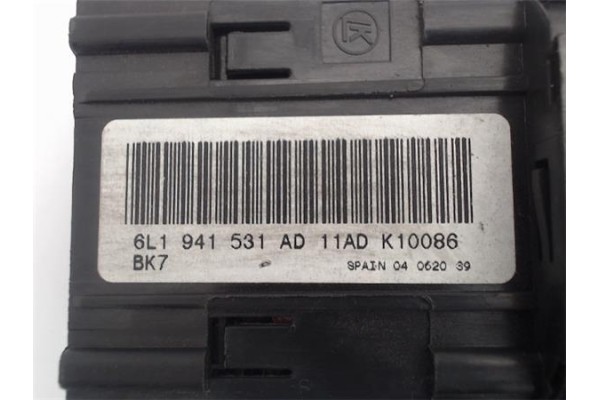 6L1 941 531 AD 11AD K10086
BK7 SPAIN 04 0620 39